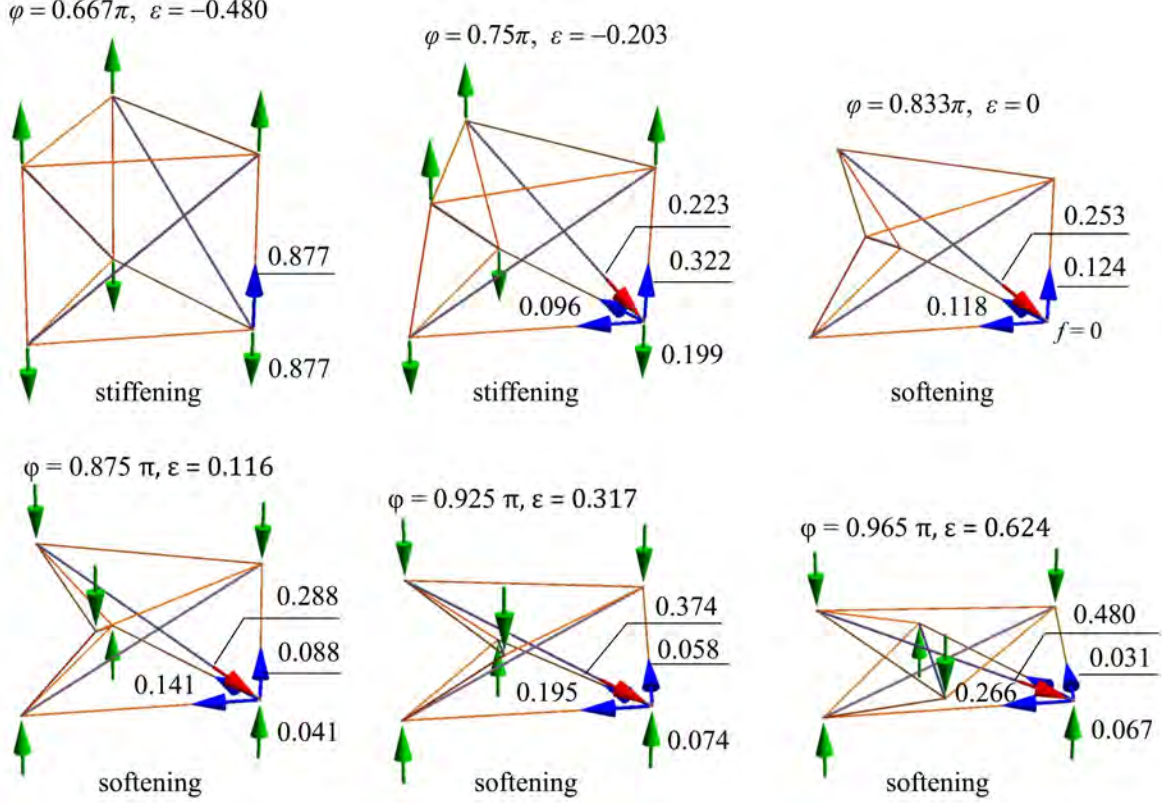 φ = 0.667π, ε = −0.480
φ = 0.75π, ε = −0.203
φ = 0.833π, ε = 0
0.877
0.877
stiffening
0.223
0.322
0.096
0.199
stiffening
0.253
0.124
0.118
f = 0
softening
φ = 0.875 π, ε = 0.116
φ = 0.925 π, ε = 0.317
φ = 0.965 π, ε = 0.624
0.288
0.088
0.141
0.041
softening
0.374
0.058
0.195
0.074
softening
0.480
0.031
0.266
0.067
softening